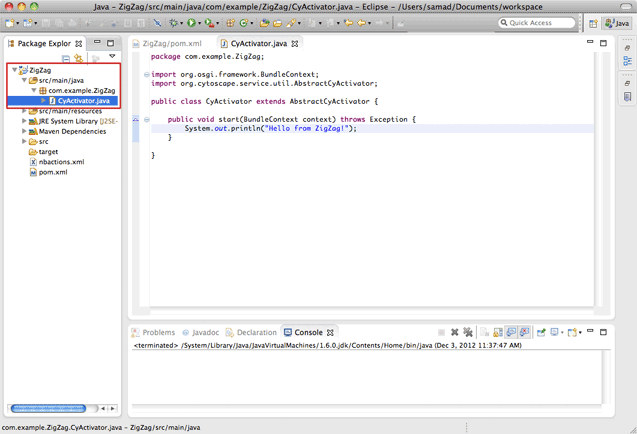 Java – ZigZag/src/main/java/com/example/ZigZag/CyActivator.java – Eclipse – /Users/samad/Documents/workspace
Quick Access
Java
Package Explor
ZigZag
src/main/java
com.example.ZigZag
CyActivator.java
src/main/resources
JRE System Library [J2SE-
Maven Dependencies
src
target
nbactions.xml
pom.xml
ZigZag/pom.xml
CyActivator.java
package com.example.ZigZag;
import org.osgi.framework.BundleContext;
import org.cytoscape.service.util.AbstractCyActivator;
public class CyActivator extends AbstractCyActivator {
public void start(BundleContext context) throws Exception {
System.out.println("Hello from ZigZag!");
}
}
Problems
Javadoc
Declaration
Console
<terminated> /System/Library/Java/JavaVirtualMachines/1.6.0.jdk/Contents/Home/bin/java (Dec 3, 2012 11:37:47 AM)
com.example.ZigZag.CyActivator.java – ZigZag/src/main/java